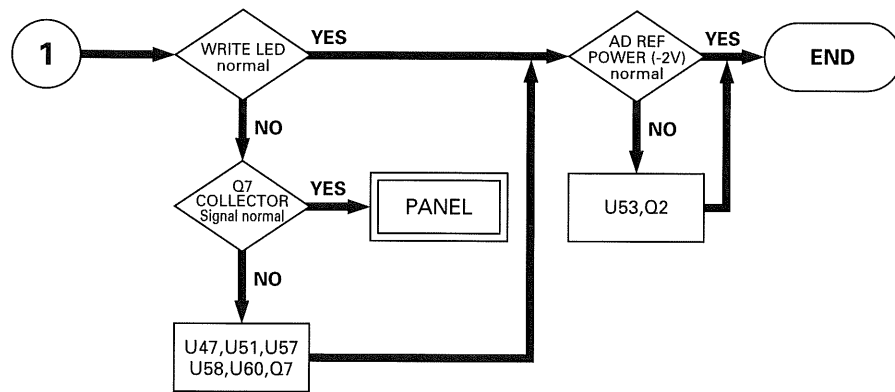 1
WRITE LED
normal
YES
AD REF
POWER (-2V)
normal
YES
END
NO
NO
Q7
COLLECTOR
Signal normal
YES
PANEL
U53,Q2
NO
U47,U51,U57
U58,U60,Q7